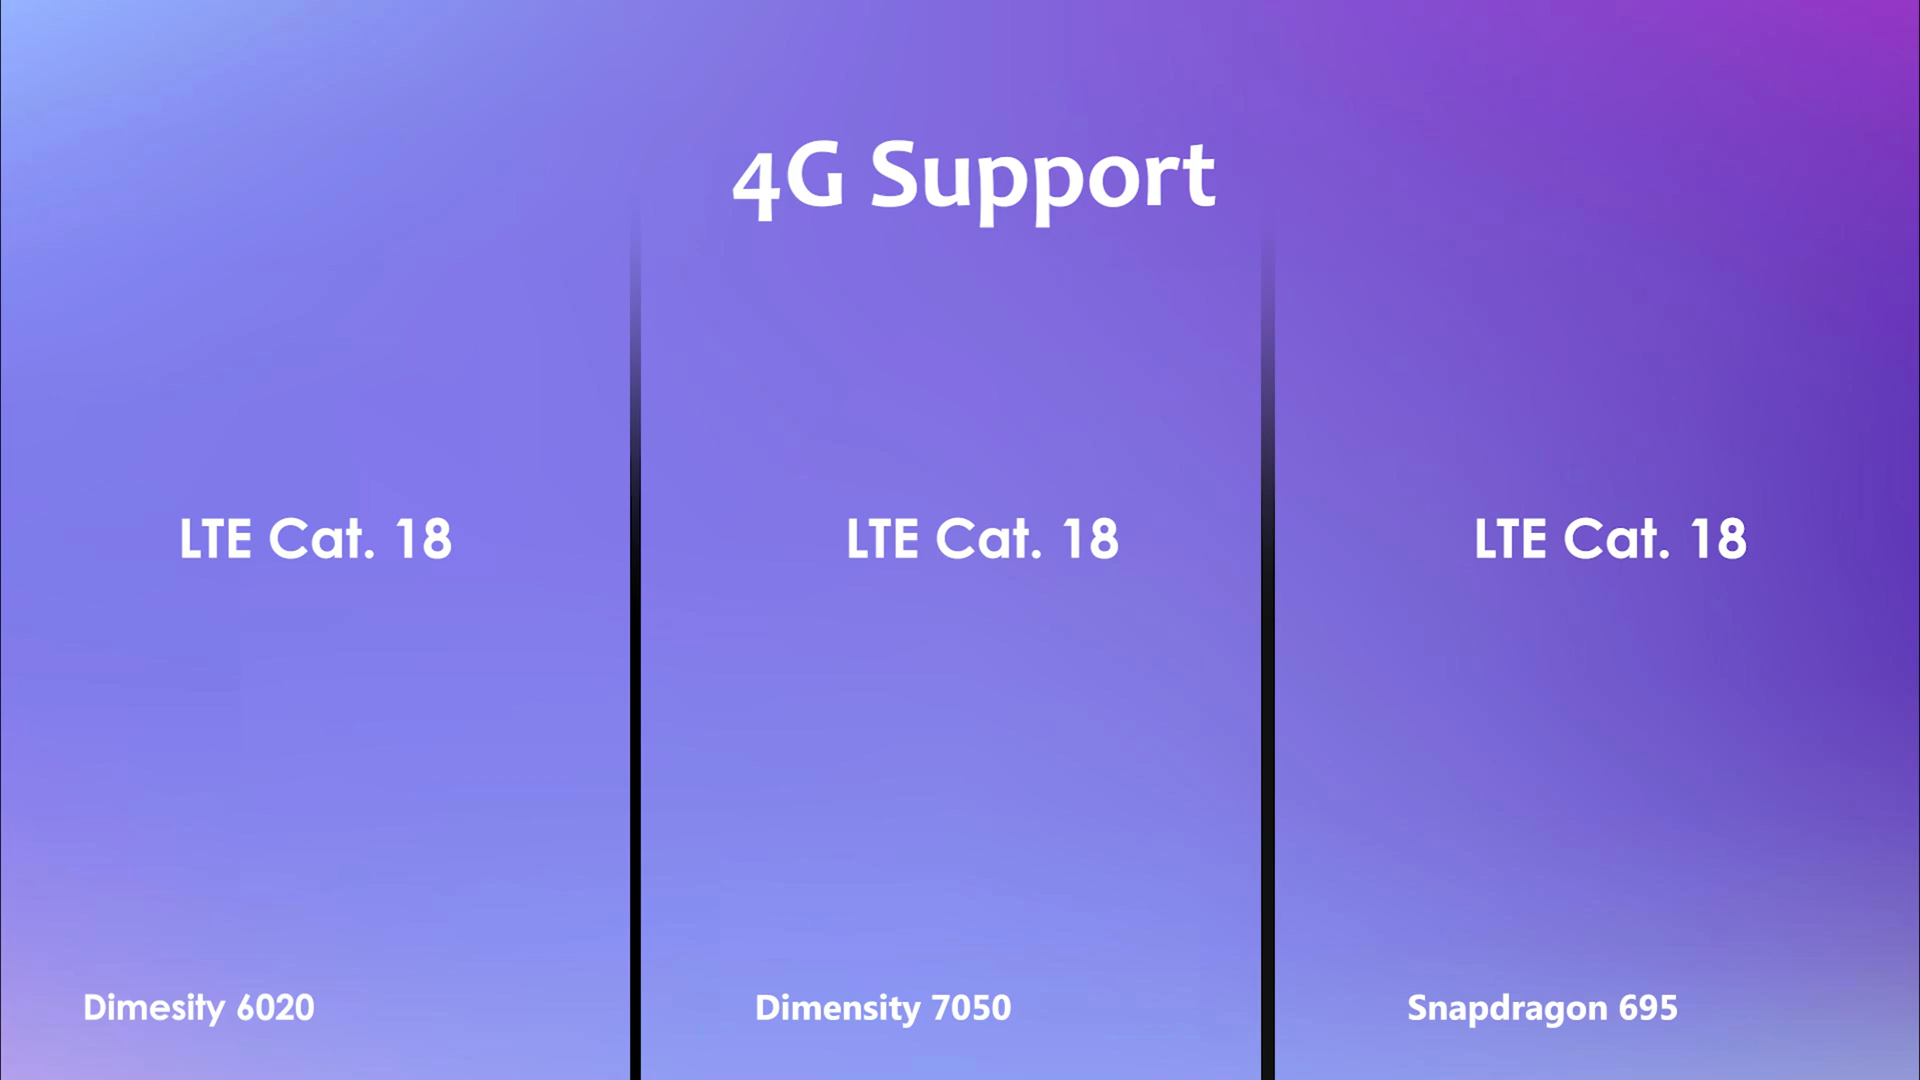 4G Support
LTE Cat. 18
LTE Cat. 18
LTE Cat. 18
Dimesity 6020
Dimensity 7050
Snapdragon 695